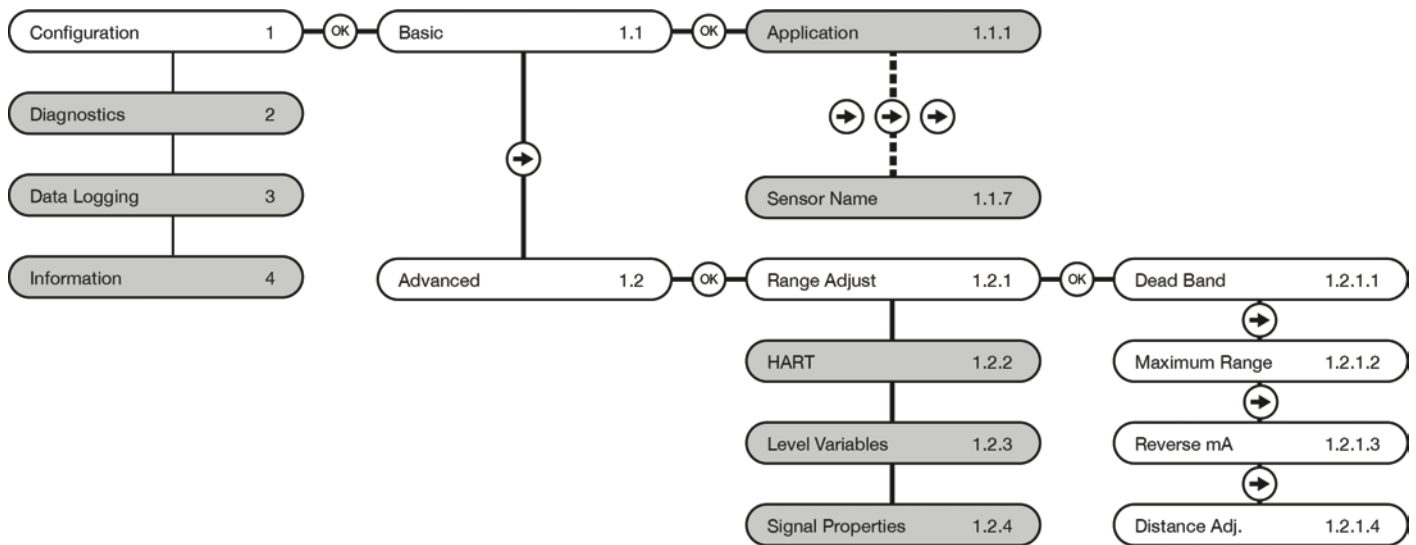 Configuration 1 OK Basic 1.1 OK Application 1.1.1
Diagnostics 2
Data Logging 3 Sensor Name 1.1.7
Information 4 Advanced 1.2 OK Range Adjust 1.2.1 OK Dead Band 1.2.1.1
HART 1.2.2 Maximum Range 1.2.1.2
Level Variables 1.2.3 Reverse mA 1.2.1.3
Signal Properties 1.2.4 Distance Adj. 1.2.1.4